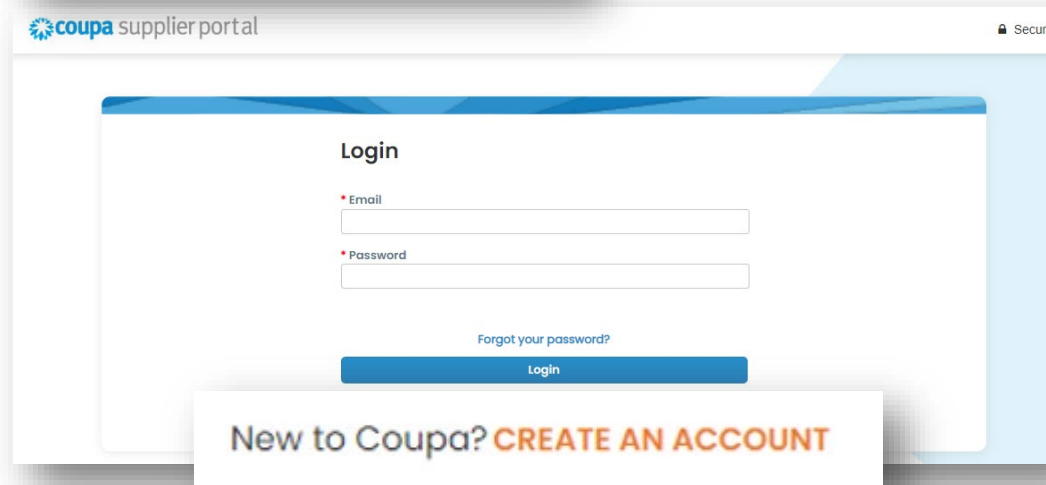 coupa supplier portal
Secur
Login
* Email
* Password
Forgot your password?
Login
New to Coupa? CREATE AN ACCOUNT